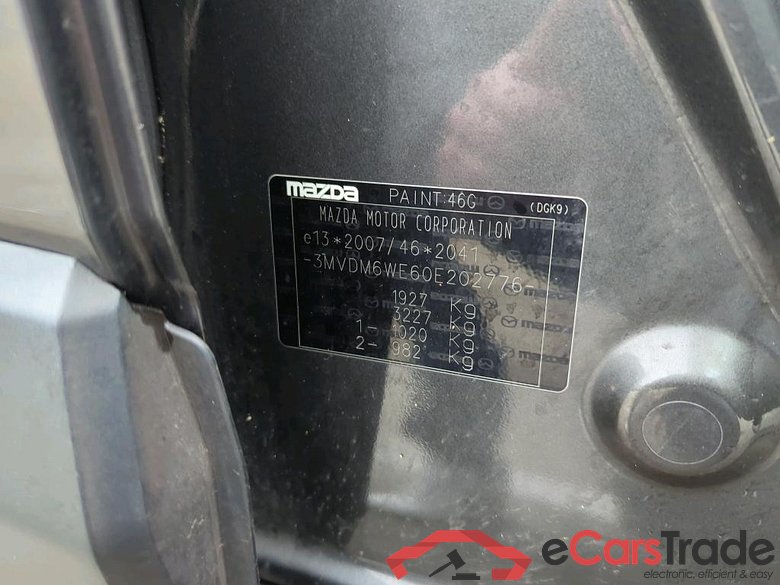 mazda PAINT:46G (DGK9)
MAZDA MOTOR CORPORATION
e13*2007/46*2041
-3MVDM6WE60E202776-
1927 Kg
3227 Kg
1- 1020 Kg
2- 982 Kg
eCarsTrade
electronic, efficient & easy